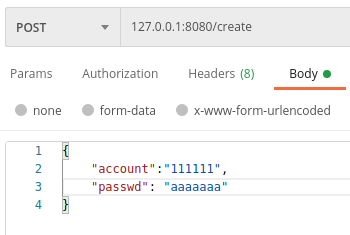 POST 127.0.0.1:8080/create
Params Authorization Headers (8) Body
none form-data x-www-form-urlencoded
1 {
2 "account":"111111",
3 "passwd": "aaaaaaa"
4 }